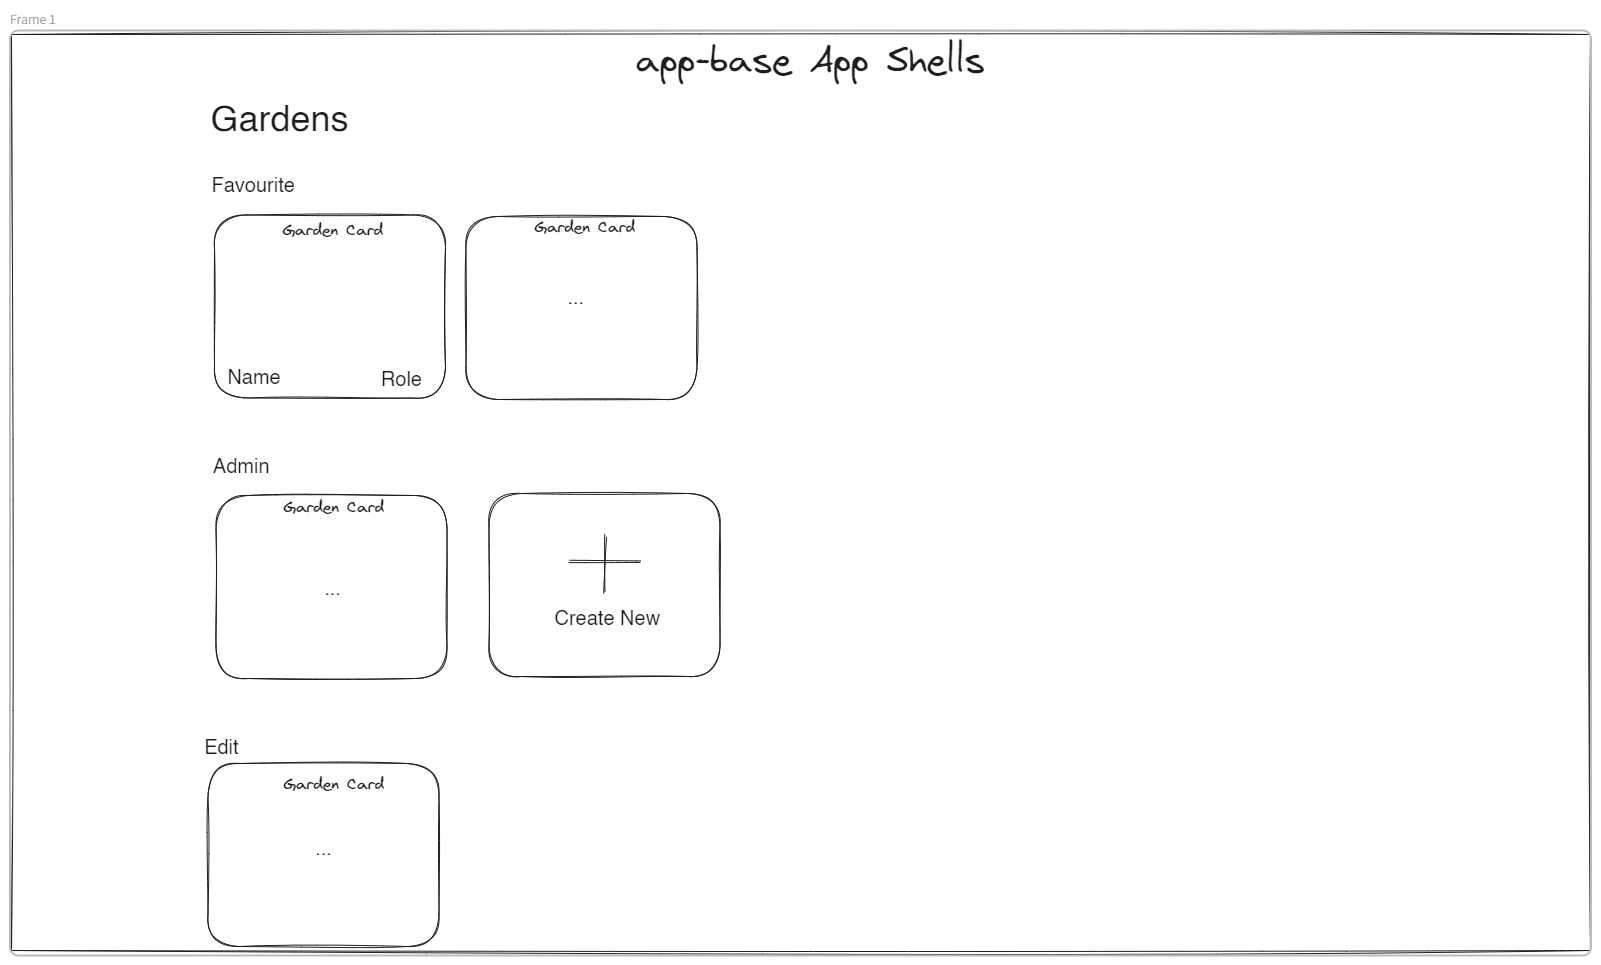 Frame 1
app-base App Shells
Gardens
Favourite
Garden Card
Garden Card
...
Name
Role
Admin
Garden Card
...
Create New
Edit
Garden Card
...